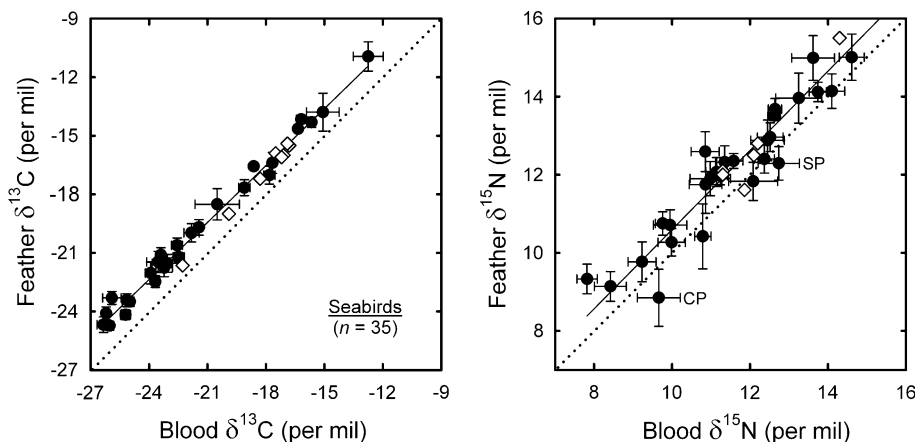 -9
-12
-15
-18
-21
-24
-27
Feather δ¹³C (per mil)
Seabirds
(n = 35)
-27 -24 -21 -18 -15 -12 -9
Blood δ¹³C (per mil)
16
14
12
10
8
Feather δ¹⁵N (per mil)
SP
CP
8 10 12 14 16
Blood δ¹⁵N (per mil)